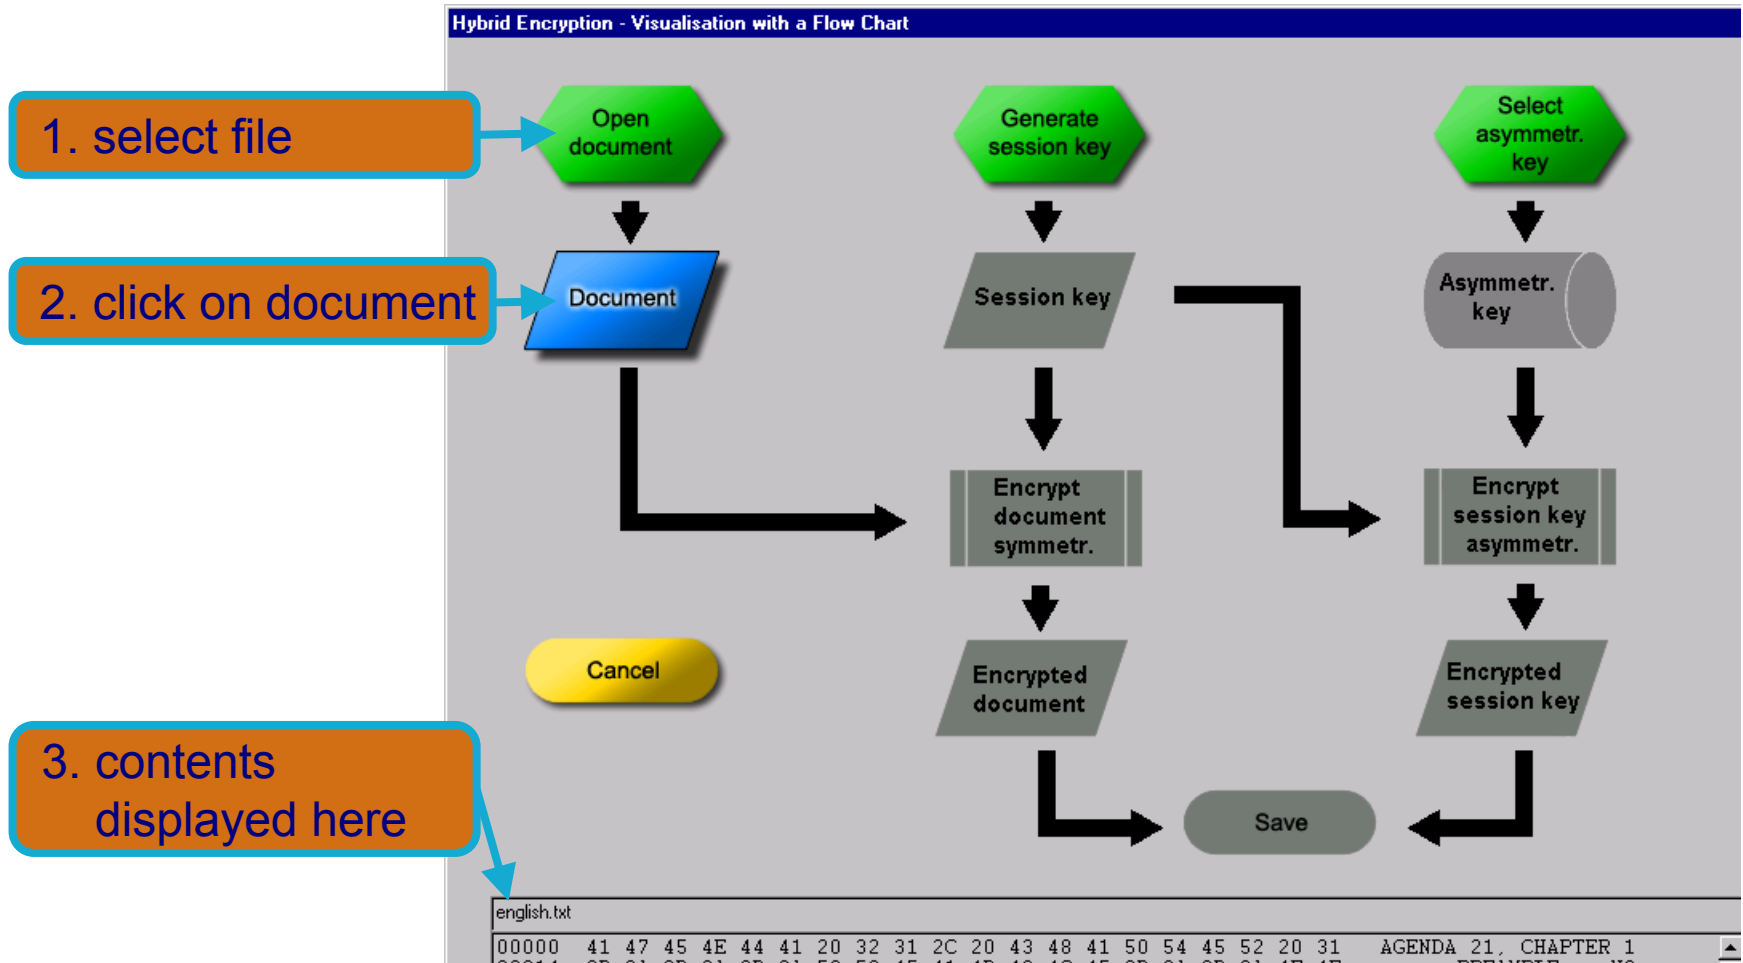 Hybrid Encryption - Visualisation with a Flow Chart
1. select file
Open
document
Generate
session key
Select
asymmetr.
key
2. click on document
Document
Session key
Asymmetr.
key
Encrypt
document
symmetr.
Encrypt
session key
asymmetr.
Cancel
Encrypted
document
Encrypted
session key
3. contents
displayed here
Save
english.txt
00000 41 47 45 4E 44 41 20 32 31 2C 20 43 48 41 50 54 45 52 20 31 AGENDA 21, CHAPTER 1